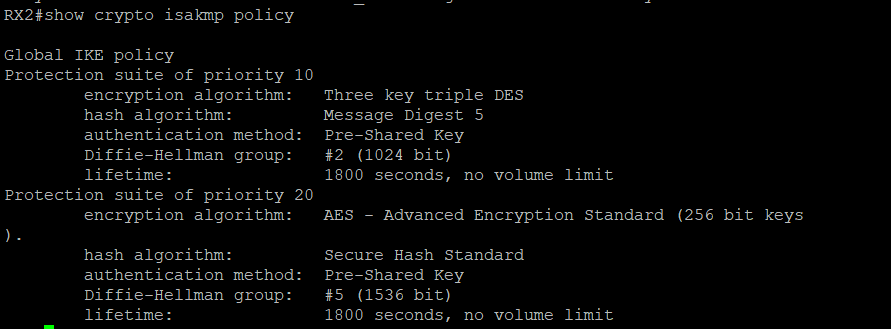 RX2#show crypto isakmp policy
Global IKE policy
Protection suite of priority 10
encryption algorithm: Three key triple DES
hash algorithm: Message Digest 5
authentication method: Pre-Shared Key
Diffie-Hellman group: #2 (1024 bit)
lifetime: 1800 seconds, no volume limit
Protection suite of priority 20
encryption algorithm: AES - Advanced Encryption Standard (256 bit keys
).
hash algorithm: Secure Hash Standard
authentication method: Pre-Shared Key
Diffie-Hellman group: #5 (1536 bit)
lifetime: 1800 seconds, no volume limit